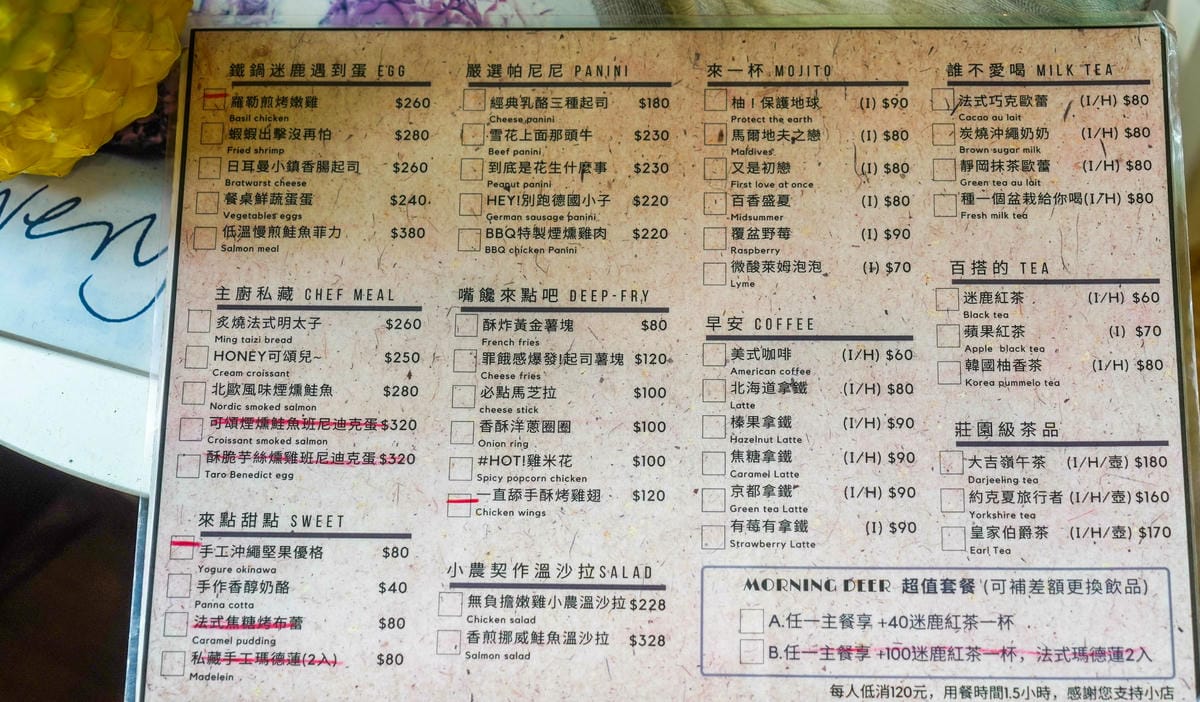 鐵鍋迷鹿遇到蛋 EGG
羅勒煎烤嫩雞 $260
Basil chicken
蝦蝦出擊沒再怕 $280
Fried shrimp
日耳曼小鎮香腸起司 $260
Bratwarst cheese
餐桌鮮蔬蛋蛋 $240
Vegetables eggs
低溫慢煎鮭魚菲力 $380
Salmon meal
主廚私藏 CHEF MEAL
炙燒法式明太子 $260
Ming taizi bread
HONEY可頌兒~ $250
Cream croissant
北歐風味煙燻鮭魚 $280
Nordic smoked salmon
可頌煙燻鮭魚班尼迪克蛋 $320
Croissant smoked salmon
酥脆芋絲燻雞班尼迪克蛋 $320
Taro Benedict egg
來點甜點 SWEET
手工沖繩堅果優格 $80
Yogure okinawa
手作香醇奶酪 $40
Panna cotta
法式焦糖烤布蕾 $80
Caramel pudding
私藏手工瑪德蓮(2入) $80
Madelein
嚴選帕尼尼 PANINI
經典乳酪三種起司 $180
Cheese panini
雪花上面那頭牛 $230
Beef panini
到底是花生什麼事 $230
Peanut panini
HEY!別跑德國小子 $220
German sausage panini
BBQ特製煙燻雞肉 $220
BBQ chicken Panini
嘴饞來點吧 DEEP-FRY
酥炸黃金薯塊 $80
French fries
罪餓感爆發!起司薯塊 $120
Cheese fries
必點馬芝拉 $100
cheese stick
香酥洋蔥圈圈 $100
Onion ring
#HOT!雞米花 $100
Spicy popcorn chicken
一直舔手酥烤雞翅 $120
Chicken wings
小農契作溫沙拉 SALAD
無負擔嫩雞小農溫沙拉 $228
Chicken salad
香煎挪威鮭魚溫沙拉 $328
Salmon salad
來一杯 MOJITO
柚！保護地球 (I) $90
Protect the earth
馬爾地夫之戀 (I) $80
Maldives
又是初戀 (I) $80
First love at once
百香盛夏 (I) $80
Midsummer
覆盆野莓 (I) $90
Raspberry
微酸萊姆泡泡 (I) $70
Lyme
早安 COFFEE
美式咖啡 (I/H) $60
American coffee
北海道拿鐵 (I/H) $80
Latte
榛果拿鐵 (I/H) $90
Hazelnut Latte
焦糖拿鐵 (I/H) $90
Caramel Latte
京都拿鐵 (I/H) $90
Green tea Latte
有莓有拿鐵 (I) $90
Strawberry Latte
誰不愛喝 MILK TEA
法式巧克歐蕾 (I/H) $80
Cacao au lait
炭燒沖繩奶奶 (I/H) $80
Brown sugar milk
靜岡抹茶歐蕾 (I/H) $80
Green tea au lait
種一個盆栽給你喝(I/H) $80
Fresh milk tea
百搭的 TEA
迷鹿紅茶 (I/H) $60
Black tea
蘋果紅茶 (I) $70
Apple black tea
韓國柚香茶 (I/H) $80
Korea pummelo tea
莊園級茶品
大吉嶺午茶 (I/H/壺) $180
Darjeeling tea
約克夏旅行者 (I/H/壺) $160
Yorkshire tea
皇家伯爵茶 (I/H/壺) $170
Earl Tea
MORNING DEER 超值套餐 (可補差額更換飲品)
A.任一主餐享 +40迷鹿紅茶一杯
B.任一主餐享 +100迷鹿紅茶一杯，法式瑪德蓮2入
每人低消120元，用餐時間1.5小時，感謝您支持小店